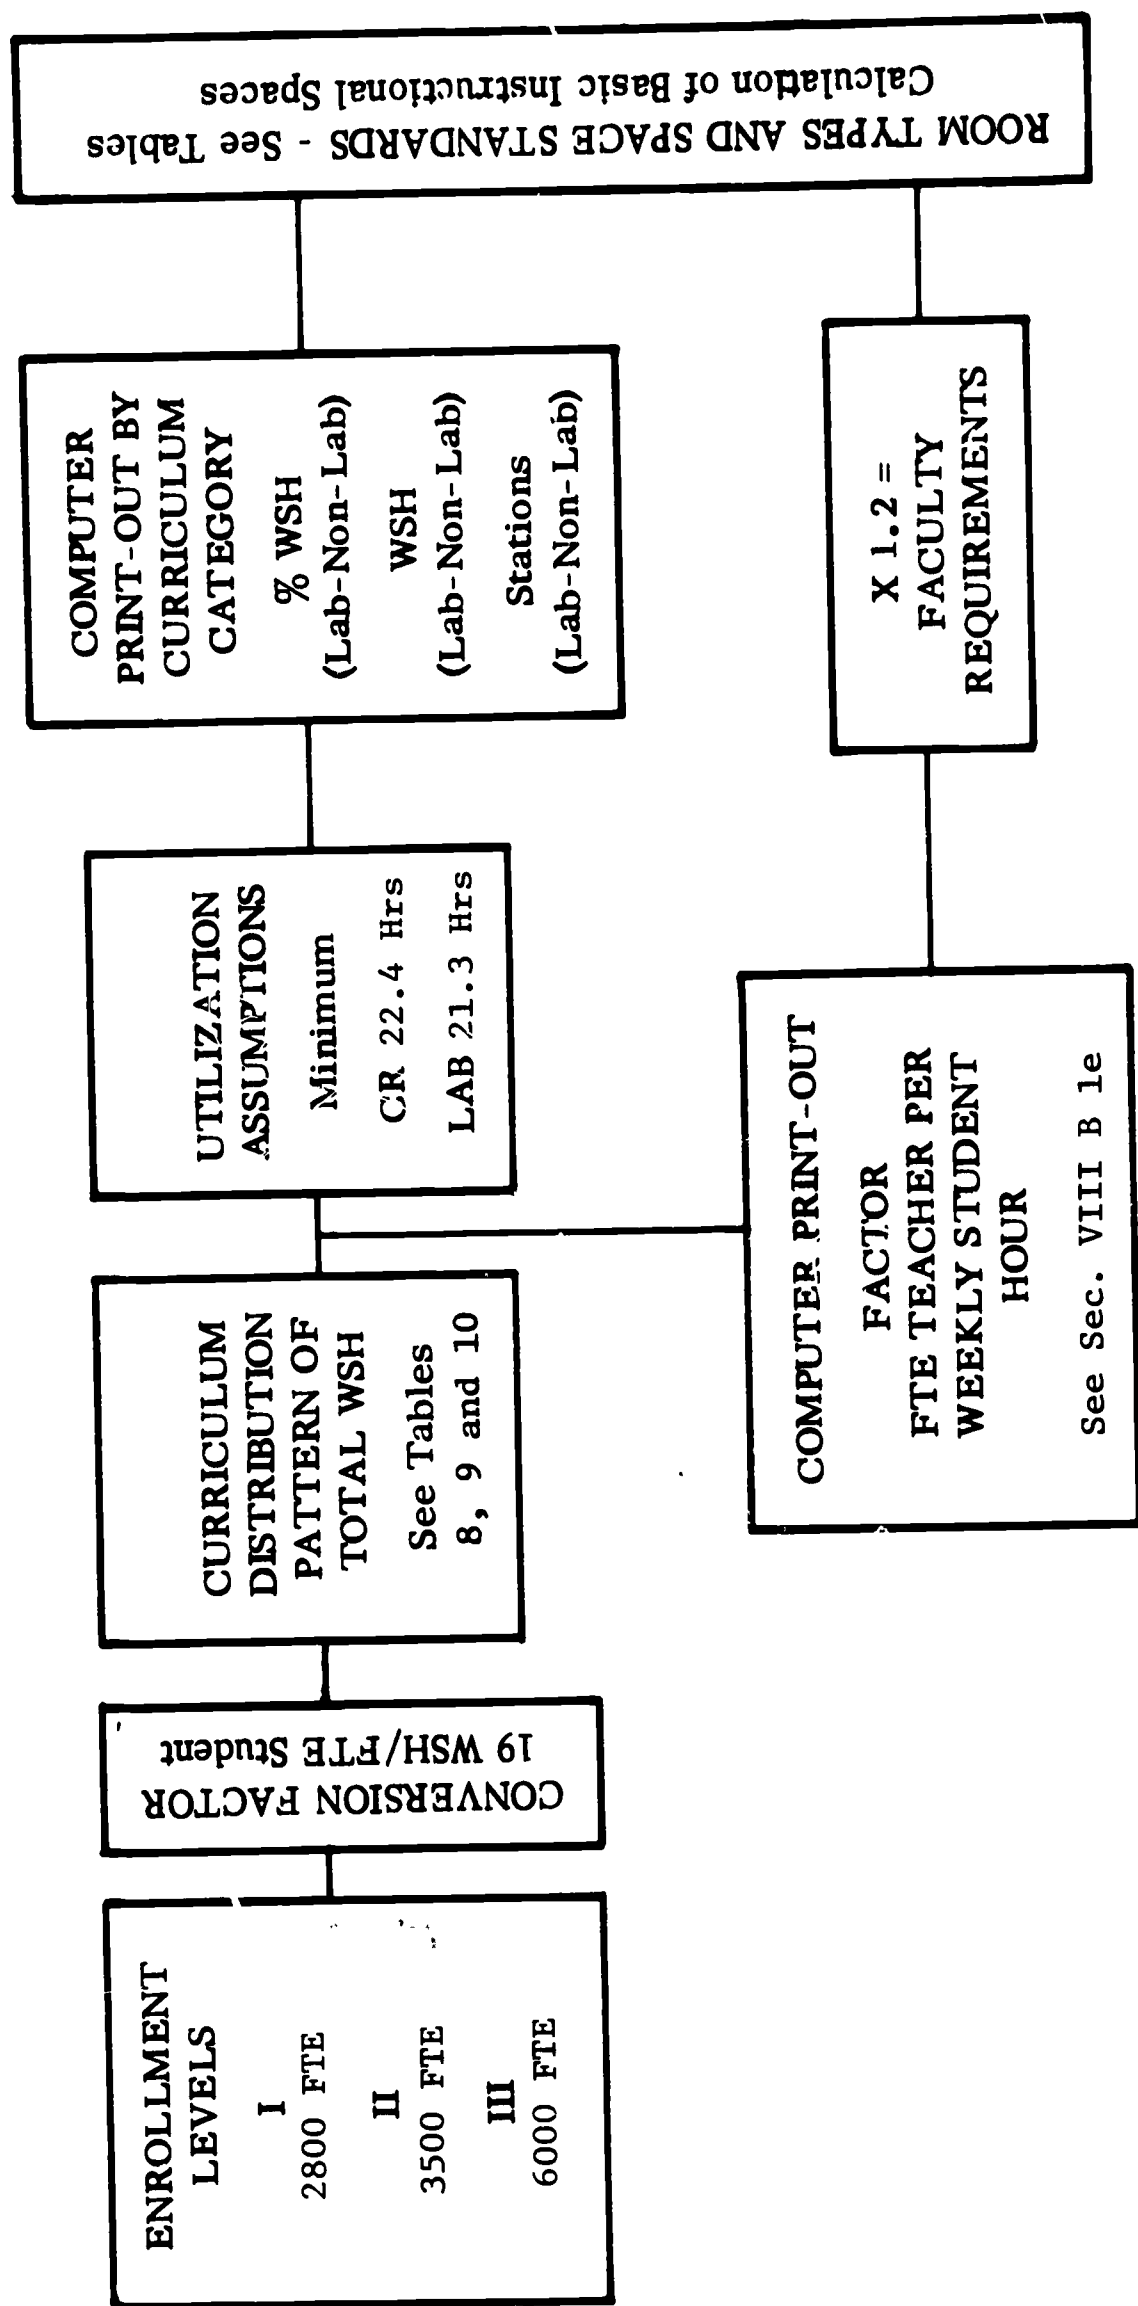 ENROLLMENT
LEVELS
I
2800 FTE
II
3500 FTE
III
6000 FTE
CONVERSION FACTOR
19 WSH/FTE Student
CURRICULUM
DISTRIBUTION
PATTERN OF
TOTAL WSH
See Tables
8, 9 and 10
UTILIZATION
ASSUMPTIONS
Minimum
CR 22.4 Hrs
LAB 21.3 Hrs
COMPUTER
PRINT-OUT BY
CURRICULUM
CATEGORY
% WSH
(Lab-Non-Lab)
WSH
(Lab-Non-Lab)
Stations
(Lab-Non-Lab)
COMPUTER PRINT-OUT
FACTOR
FTE TEACHER PER
WEEKLY STUDENT
HOUR
See Sec. VIII B 1e
X 1.2 =
FACULTY
REQUIREMENTS
ROOM TYPES AND SPACE STANDARDS - See Tables
Calculation of Basic Instructional Spaces